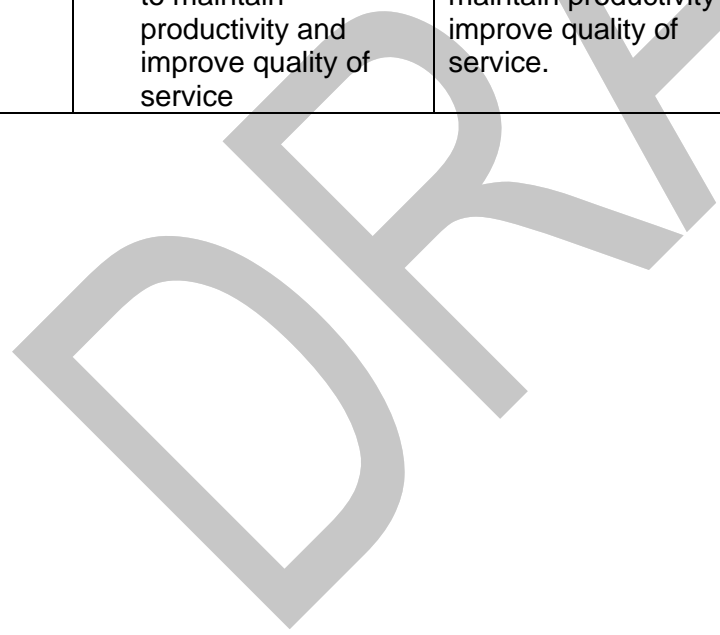 to maintain
productivity and
improve quality of
service
maintain productivity
improve quality of
service.
DRA